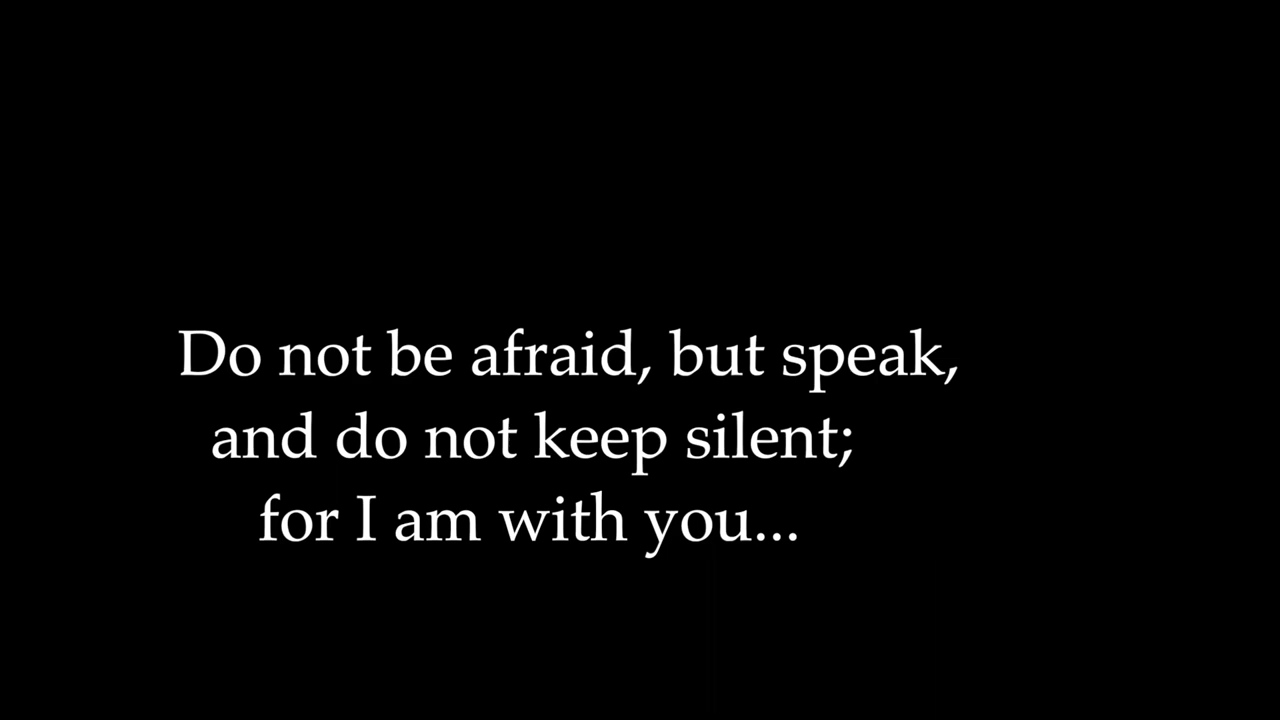 Do not be afraid, but speak,
and do not keep silent;
for I am with you...